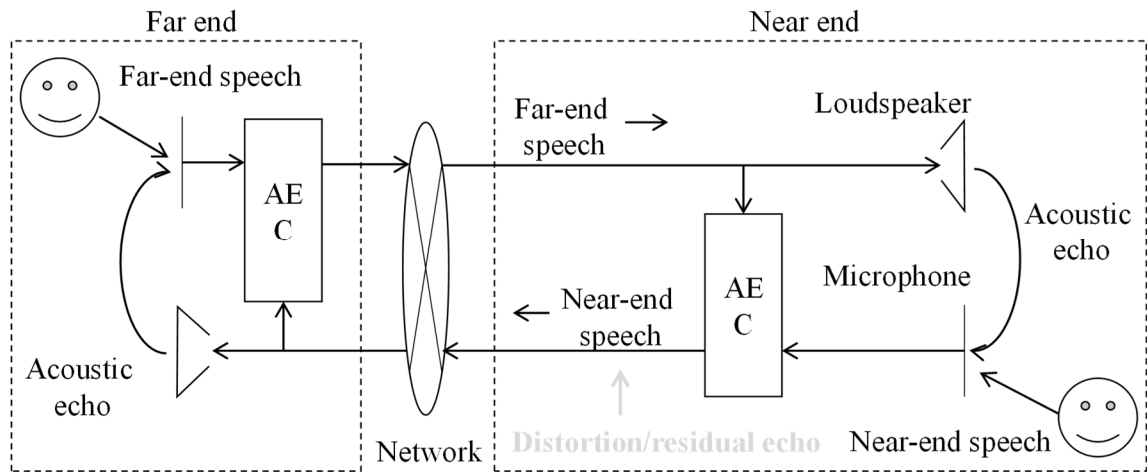 Far end
Near end
Far-end speech
Far-end
speech
Loudspeaker
AE
C
Acoustic
echo
Microphone
Near-end
speech
AE
C
Acoustic
echo
Network
Distortion/residual echo
Near-end speech